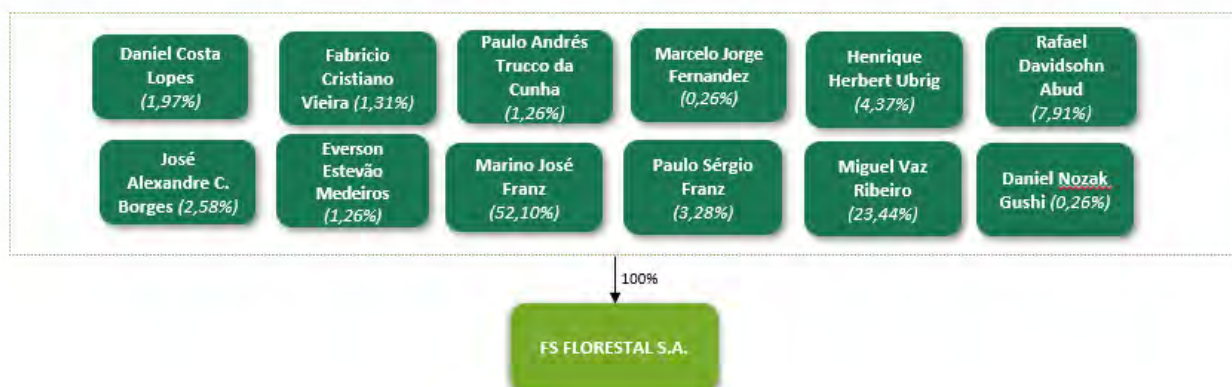 Daniel Costa
Lopes
(1,97%)
Fabricio
Cristiano
Vieira (1,31%)
Paulo Andrés
Trucco da
Cunha
(1,26%)
Marcelo Jorge
Fernandez
(0,26%)
Henrique
Herbert Ubrig
(4,37%)
Rafael
Davidsohn
Abud
(7,91%)
José
Alexandre C.
Borges (2,58%)
Everson
Estevão
Medeiros
(1,26%)
Marino José
Franz
(52,10%)
Paulo Sérgio
Franz
(3,28%)
Miguel Vaz
Ribeiro
(23,44%)
Daniel Nozak
Gushi (0,26%)
100%
FS FLORESTAL S.A.